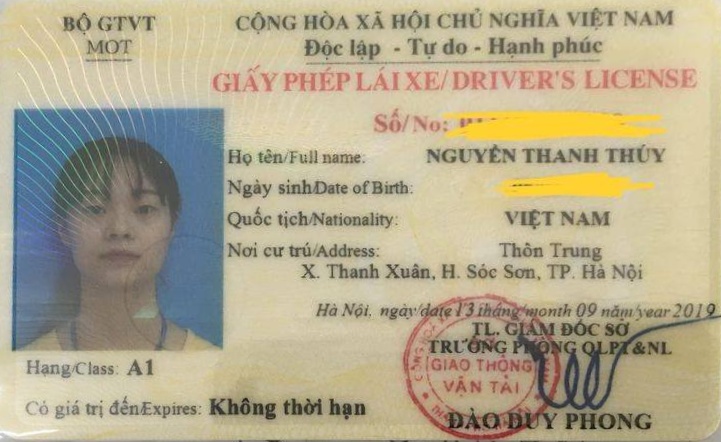 BỘ GTVT
MOT
CỘNG HÒA XÃ HỘI CHỦ NGHĨA VIỆT NAM
Độc lập - Tự do - Hạnh phúc
GIẤY PHÉP LÁI XE/ DRIVER'S LICENSE
Số/No:
Họ tên/Full name: NGUYỄN THANH THÚY
Ngày sinh/Date of Birth:
Quốc tịch/Nationality: VIỆT NAM
Nơi cư trú/Address: Thôn Trung
X. Thanh Xuân, H. Sóc Sơn, TP. Hà Nội
Hà Nội, ngày/date 13 tháng/month 09 năm/year 2019
TL. GIÁM ĐỐC SỞ
TRƯỞNG PHÒNG QLPT&NL
GIAO THÔNG
VẬN TẢI
Hạng/Class: A1
ĐÀO DUY PHONG
Có giá trị đến/Expires: Không thời hạn